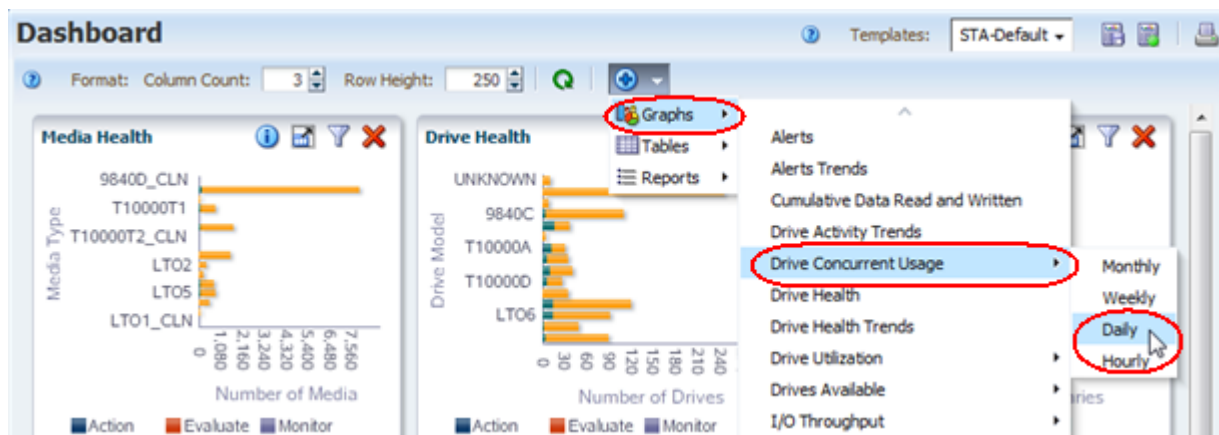 Dashboard
Templates: STA-Default
Format: Column Count: 3 Row Height: 250
Graphs
Tables
Reports
Media Health
9840D_CLN
T10000T1
T10000T2_CLN
LTO2
LTO5
LTO1_CLN
Media Type
0 1,080 2,160 3,240 4,320 5,400 6,480 7,560
Number of Media
Action Evaluate Monitor
Drive Health
UNKNOWN
9840C
T10000A
T10000D
LTO6
Drive Model
0 30 60 90 120 150 180 210 240
Number of Drives
Action Evaluate Monitor
Alerts
Alerts Trends
Cumulative Data Read and Written
Drive Activity Trends
Drive Concurrent Usage
Drive Health
Drive Health Trends
Drive Utilization
Drives Available
I/O Throughput
Monthly
Weekly
Daily
Hourly